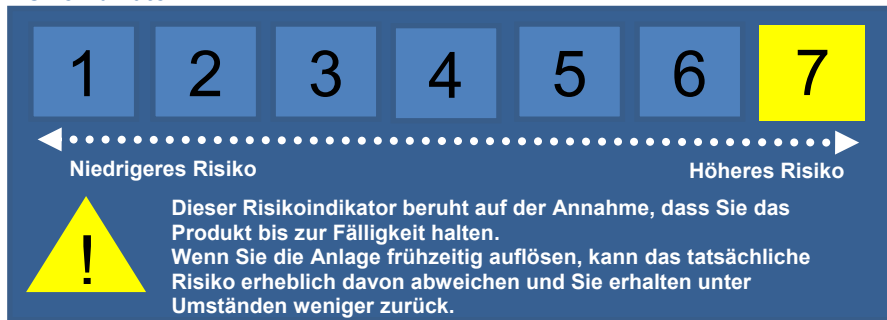 1 2 3 4 5 6 7
Niedrigeres Risiko Höheres Risiko
!
Dieser Risikoindikator beruht auf der Annahme, dass Sie das
Produkt bis zur Fälligkeit halten.
Wenn Sie die Anlage frühzeitig auflösen, kann das tatsächliche
Risiko erheblich davon abweichen und Sie erhalten unter
Umständen weniger zurück.